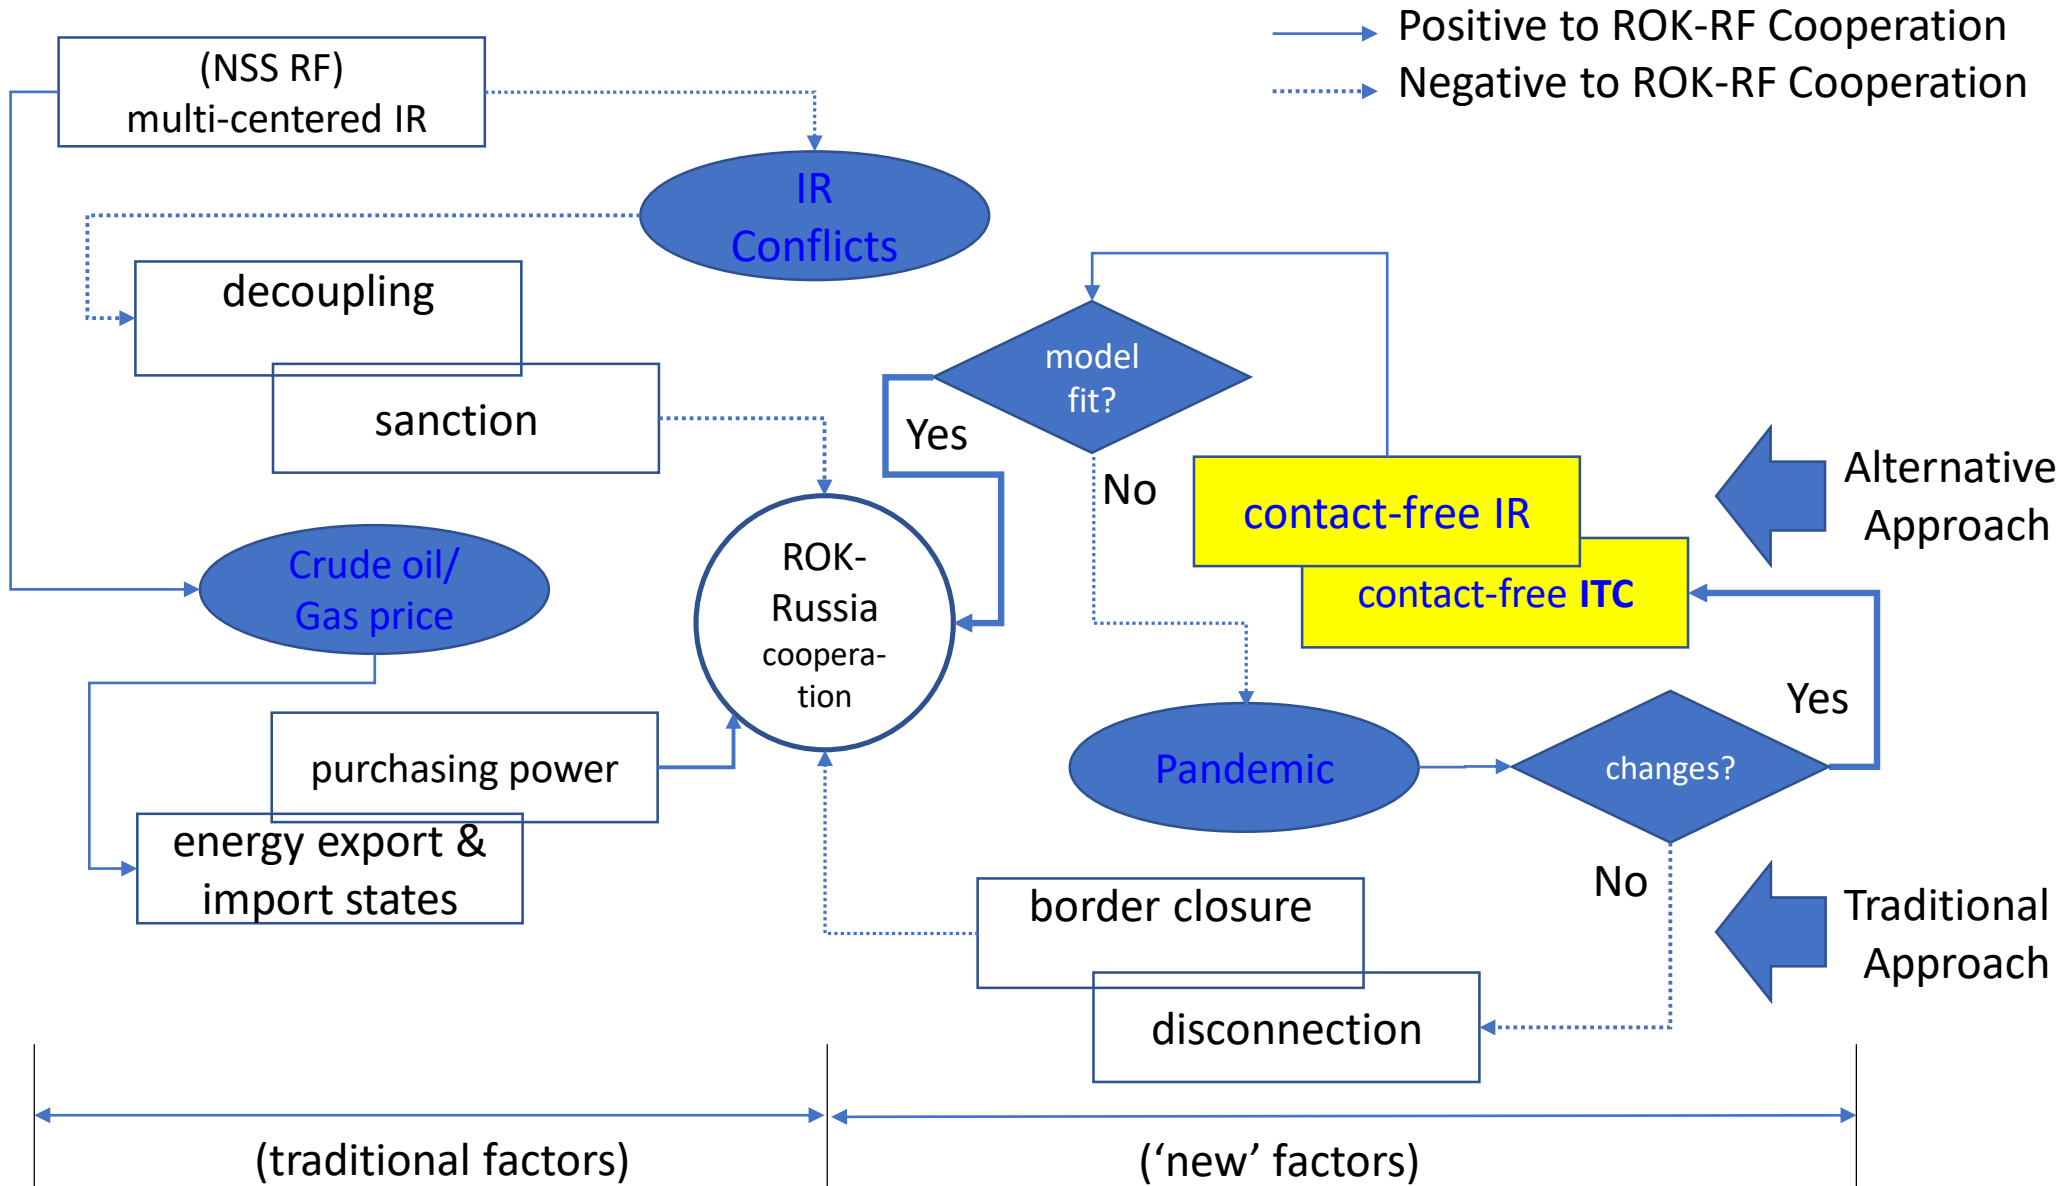 Positive to ROK-RF Cooperation
Negative to ROK-RF Cooperation
(NSS RF)
multi-centered IR
IR
Conflicts
decoupling
sanction
Crude oil/
Gas price
purchasing power
energy export &
import states
ROK-
Russia
coopera-
tion
model
fit?
Yes
No
contact-free IR
contact-free ITC
Alternative
Approach
Pandemic
changes?
Yes
No
border closure
disconnection
Traditional
Approach
(traditional factors)
(‘new’ factors)